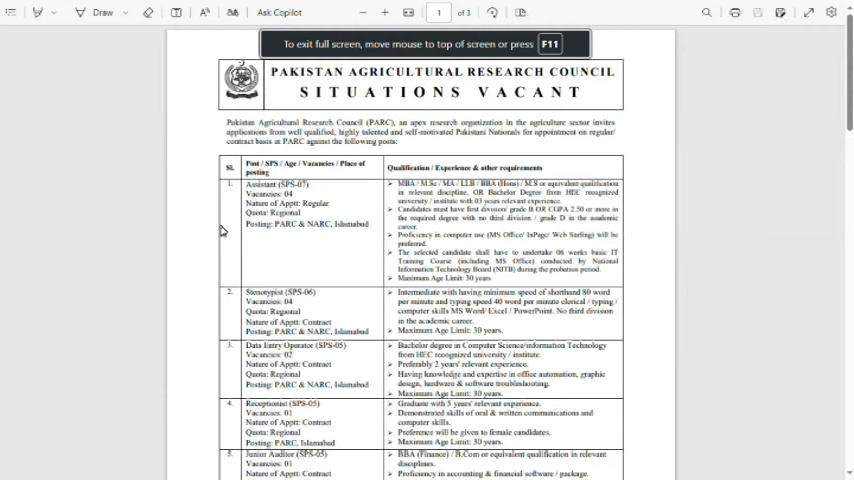 Draw
Ask Copilot
1 of 3
To exit full screen, move mouse to top of screen or press F11
PAKISTAN AGRICULTURAL RESEARCH COUNCIL
SITUATIONS VACANT
Pakistan Agricultural Research Council (PARC), an apex research organization in the agriculture sector invites
applications from well qualified, highly talented and self-motivated Pakistani Nationals for appointment on regular/
contract basis at PARC against the following posts:
Sl. Post / SPS / Age / Vacancies / Place of
posting
Qualification / Experience & other requirements
1. Assistant (SPS-07)
Vacancies: 04
Nature of Apptt: Regular
Quota: Regional
Posting: PARC & NARC, Islamabad
➤ MBA / M.Sc / MA / LLB / BBA (Hons) / M.S or equivalent qualification
in relevant discipline, OR Bachelor Degree from HEC recognized
university / institute with 03 years relevant experience.
➤ Candidates must have first division/ grade B OR CGPA 2.50 or more in
the required degree with no third division / grade D in the academic
career.
➤ Proficiency in computer use (MS Office/ InPage/ Web Surfing) will be
preferred.
➤ The selected candidate shall have to undertake 06 weeks basic IT
Training Course (including MS Office) conducted by National
Information Technology Board (NITB) during the probation period.
➤ Maximum Age Limit: 30 years
2. Stenotypist (SPS-06)
Vacancies: 04
Quota: Regional
Nature of Apptt: Contract
Posting: PARC & NARC, Islamabad
➤ Intermediate with having minimum speed of shorthand 80 word
per minute and typing speed 40 word per minute clerical / typing /
computer skills MS Word/ Excel / PowerPoint. No third division
in the academic career.
➤ Maximum Age Limit: 30 years.
3. Data Entry Operator (SPS-05)
Vacancies: 02
Nature of Apptt: Contract
Quota: Regional
Posting: PARC & NARC, Islamabad
➤ Bachelor degree in Computer Science/information Technology
from HEC recognized university / institute.
➤ Preferably 2 years' relevant experience.
➤ Having knowledge and expertise in office automation, graphic
design, hardware & software troubleshooting.
➤ Maximum Age Limit: 30 years.
4. Receptionist (SPS-05)
Vacancies: 01
Nature of Apptt: Contract
Quota: Regional
Posting: PARC, Islamabad
➤ Graduate with 5 years' relevant experience.
➤ Demonstrated skills of oral & written communications and
computer skills.
➤ Preference will be given to female candidates.
➤ Maximum Age Limit: 30 years.
5. Junior Auditor (SPS-05)
Vacancies: 01
Nature of Apptt: Contract
➤ BBA (Finance) / B.Com or equivalent qualification in relevant
disciplines.
➤ Proficiency in accounting & financial software / package.